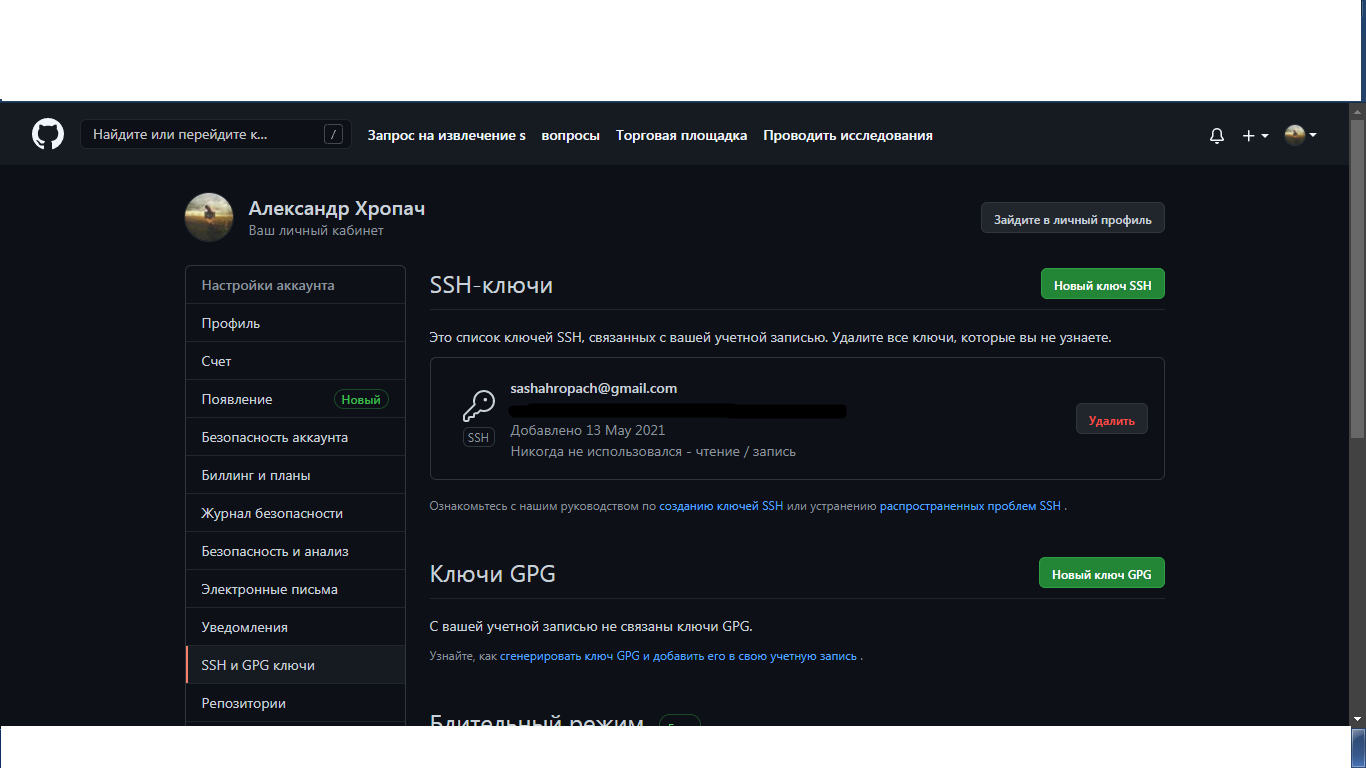 Найдите или перейдите к... /
Запрос на извлечение s вопросы Торговая площадка Проводить исследования
Александр Хропач
Ваш личный кабинет
Зайдите в личный профиль
Настройки аккаунта
Профиль
Счет
Появление Новый
Безопасность аккаунта
Биллинг и планы
Журнал безопасности
Безопасность и анализ
Электронные письма
Уведомления
SSH и GPG ключи
Репозитории
SSH-ключи
Новый ключ SSH
Это список ключей SSH, связанных с вашей учетной записью. Удалите все ключи, которые вы не узнаете.
sashahropach@gmail.com
SSH
Добавлено 13 May 2021
Никогда не использовался - чтение / запись
Удалить
Ознакомьтесь с нашим руководством по созданию ключей SSH или устранению распространенных проблем SSH .
Ключи GPG
Новый ключ GPG
С вашей учетной записью не связаны ключи GPG.
Узнайте, как сгенерировать ключ GPG и добавить его в свою учетную запись .
Бдительный режим